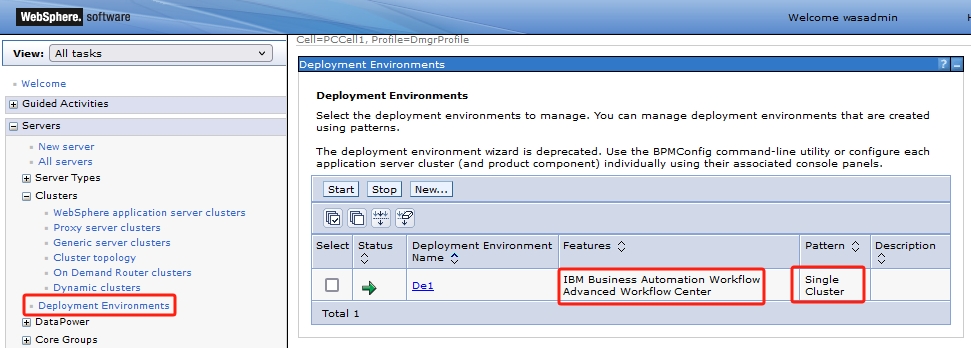 WebSphere. software
Welcome wasadmin
View: All tasks
Cell=PCCell1, Profile=DmgrProfile
Welcome
Guided Activities
Servers
New server
All servers
Server Types
Clusters
WebSphere application server clusters
Proxy server clusters
Generic server clusters
Cluster topology
On Demand Router clusters
Dynamic clusters
Deployment Environments
DataPower
Core Groups
Deployment Environments
? _
Deployment Environments
Select the deployment environments to manage. You can manage deployment environments that are created
using patterns.
The deployment environment wizard is deprecated. Use the BPMConfig command-line utility or configure each
application server cluster (and product component) individually using their associated console panels.
Start Stop New...
Select Status Deployment Environment Name Features Pattern Description
De1
IBM Business Automation Workflow
Advanced Workflow Center
Single
Cluster
Total 1